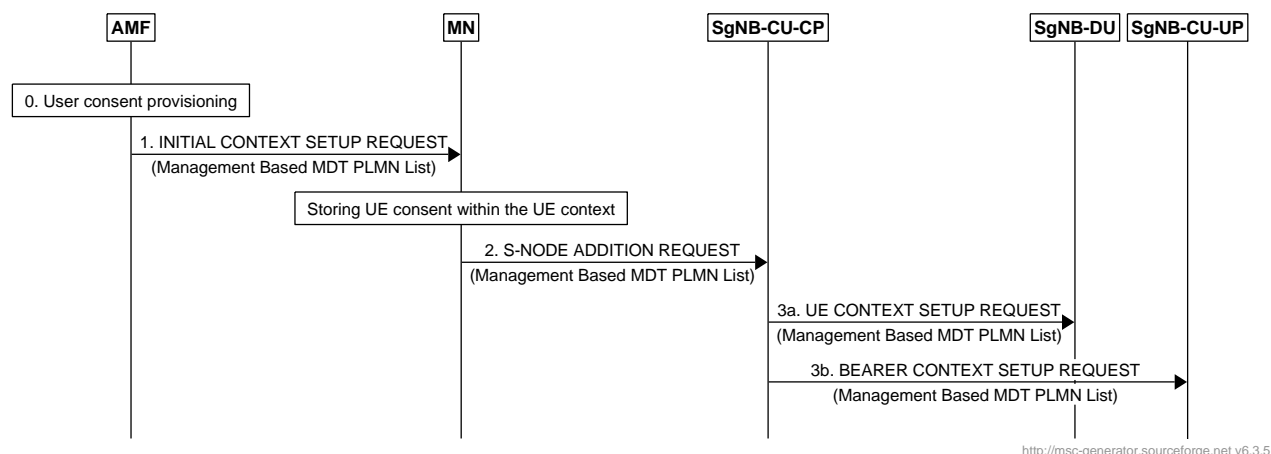 AMF
MN
SgNB-CU-CP
SgNB-DU
SgNB-CU-UP
0. User consent provisioning
1. INITIAL CONTEXT SETUP REQUEST
(Management Based MDT PLMN List)
Storing UE consent within the UE context
2. S-NODE ADDITION REQUEST
(Management Based MDT PLMN List)
3a. UE CONTEXT SETUP REQUEST
(Management Based MDT PLMN List)
3b. BEARER CONTEXT SETUP REQUEST
(Management Based MDT PLMN List)
http://msc-generator.sourceforge.net v6.3.5